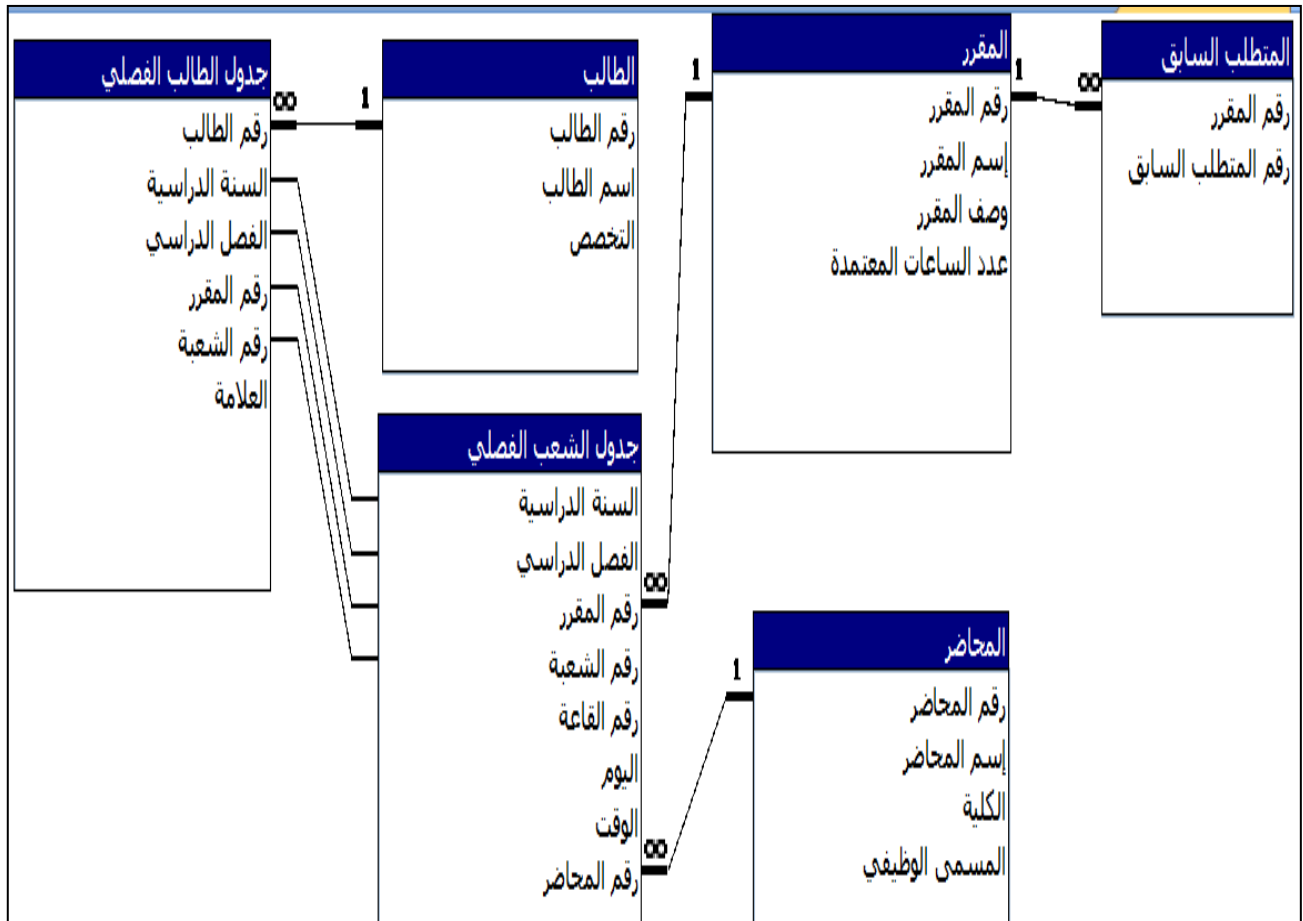 المتطلب السابق
رقم المقرر
رقم المتطلب السابق
∞
1
المقرر
رقم المقرر
إسم المقرر
وصف المقرر
عدد الساعات المعتمدة
1
الطالب
رقم الطالب
اسم الطالب
التخصص
1
∞
جدول الطالب الفصلي
رقم الطالب
السنة الدراسية
الفصل الدراسي
رقم المقرر
رقم الشعبة
العلامة
المحاضر
رقم المحاضر
إسم المحاضر
الكلية
المسمى الوظيفي
1
جدول الشعب الفصلي
السنة الدراسية
الفصل الدراسي
رقم المقرر
رقم الشعبة
رقم القاعة
اليوم
الوقت
رقم المحاضر
∞
∞